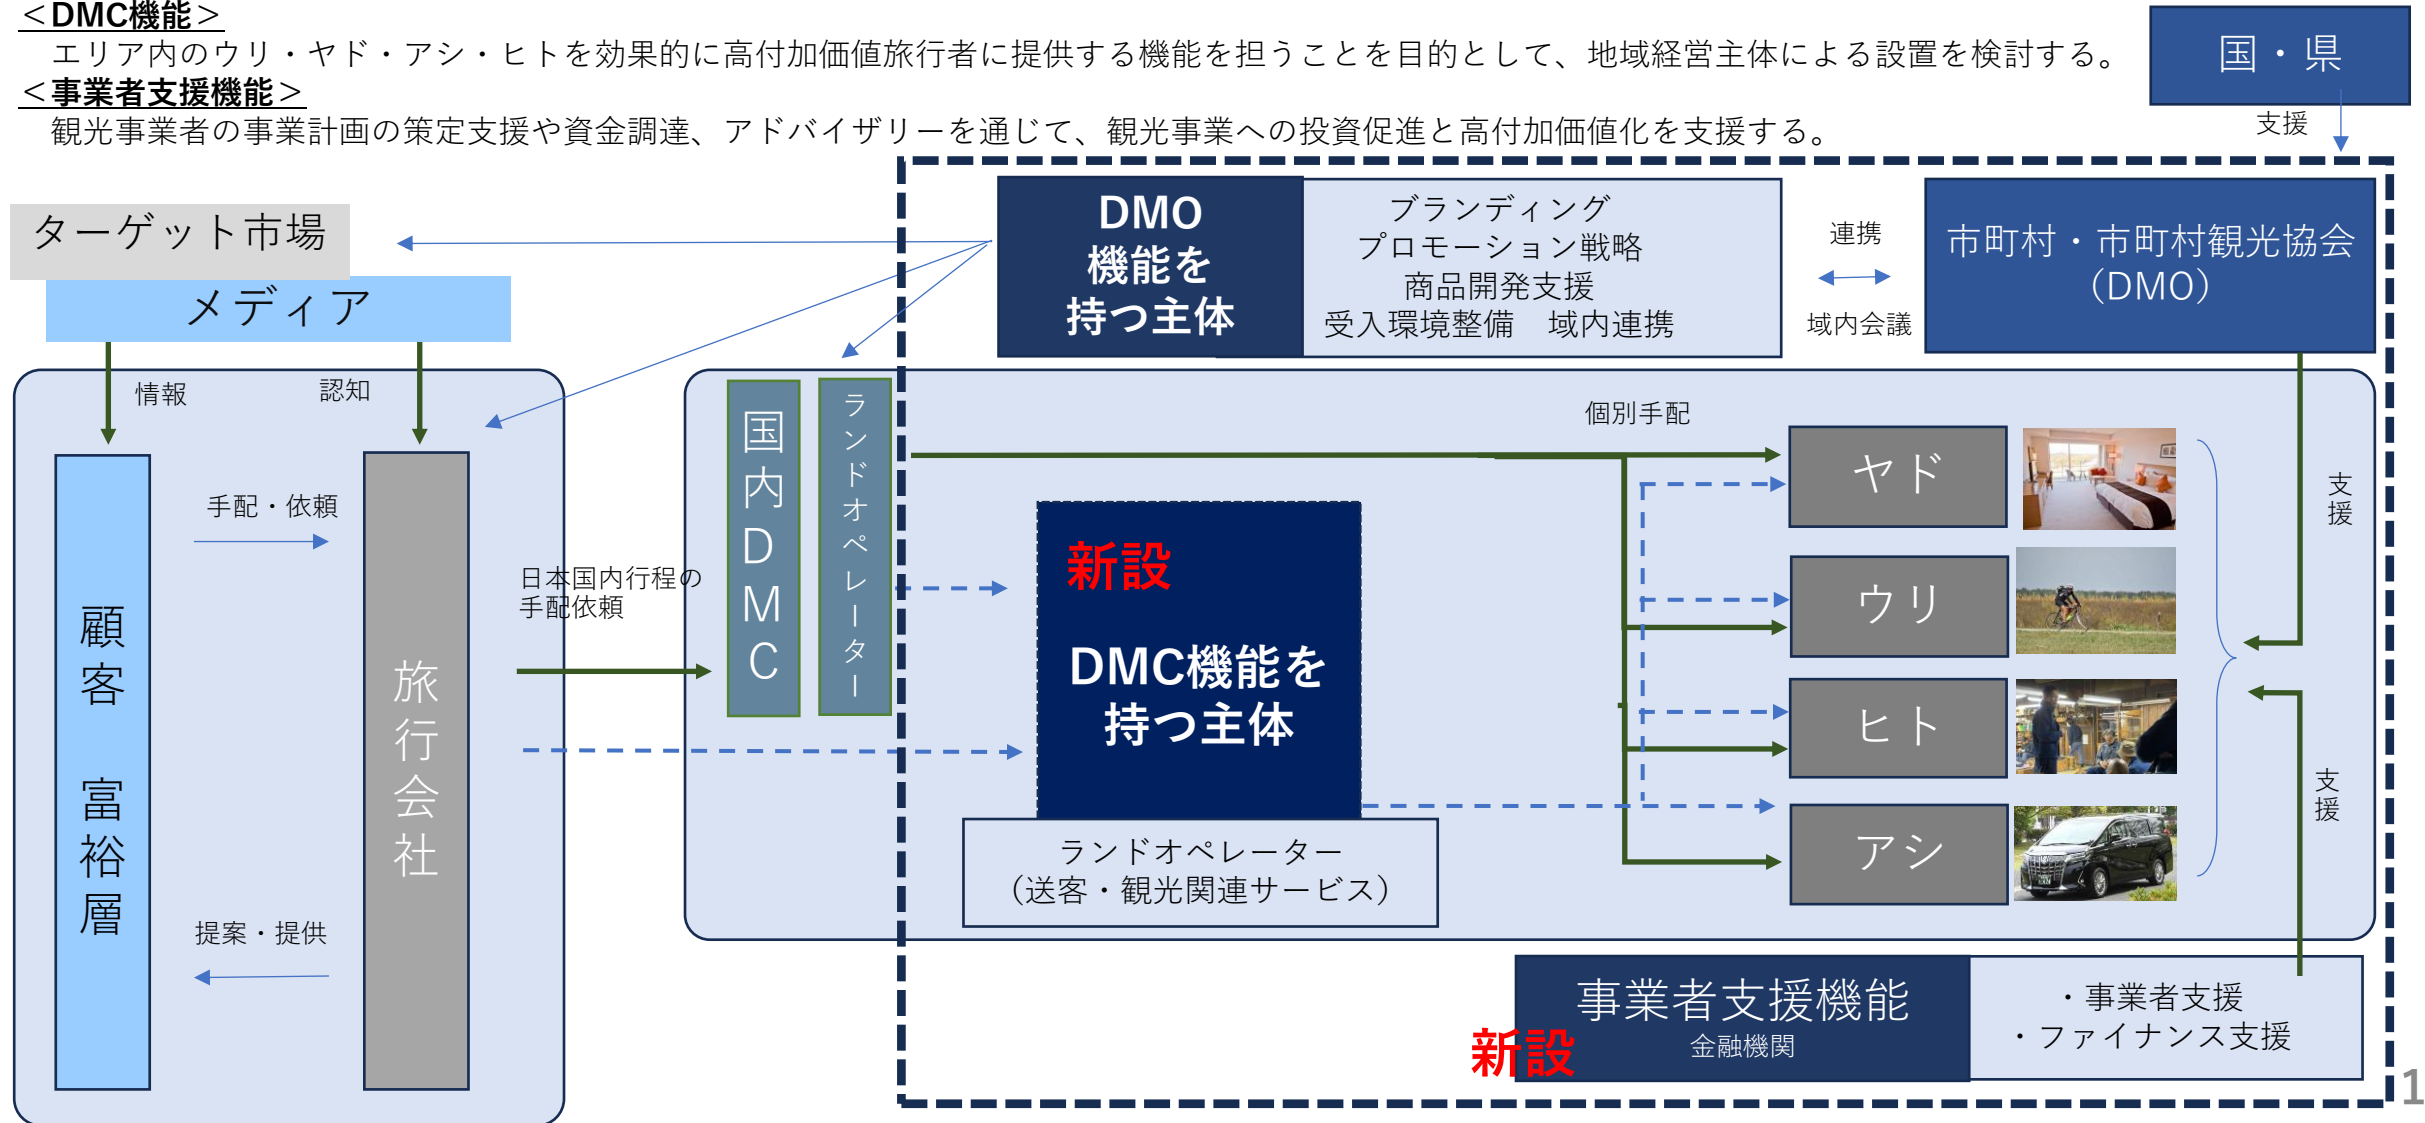 ＜DMC機能＞
エリア内のウリ・ヤド・アシ・ヒトを効果的に高付加価値旅行者に提供する機能を担うことを目的として、地域経営主体による設置を検討する。
＜事業者支援機能＞
観光事業者の事業計画の策定支援や資金調達、アドバイザリーを通じて、観光事業への投資促進と高付加価値化を支援する。
国・県
支援
ターゲット市場
メディア
情報
認知
顧客　富裕層
手配・依頼
提案・提供
旅行会社
日本国内行程の
手配依頼
国内DMC
ランドオペレーター
DMO
機能を
持つ主体
ブランディング
プロモーション戦略
商品開発支援
受入環境整備　域内連携
連携
域内会議
市町村・市町村観光協会
（DMO）
個別手配
新設
DMC機能を
持つ主体
ランドオペレーター
（送客・観光関連サービス）
ヤド
ウリ
ヒト
アシ
支援
支援
事業者支援機能
金融機関
新設
・事業者支援
・ファイナンス支援
1